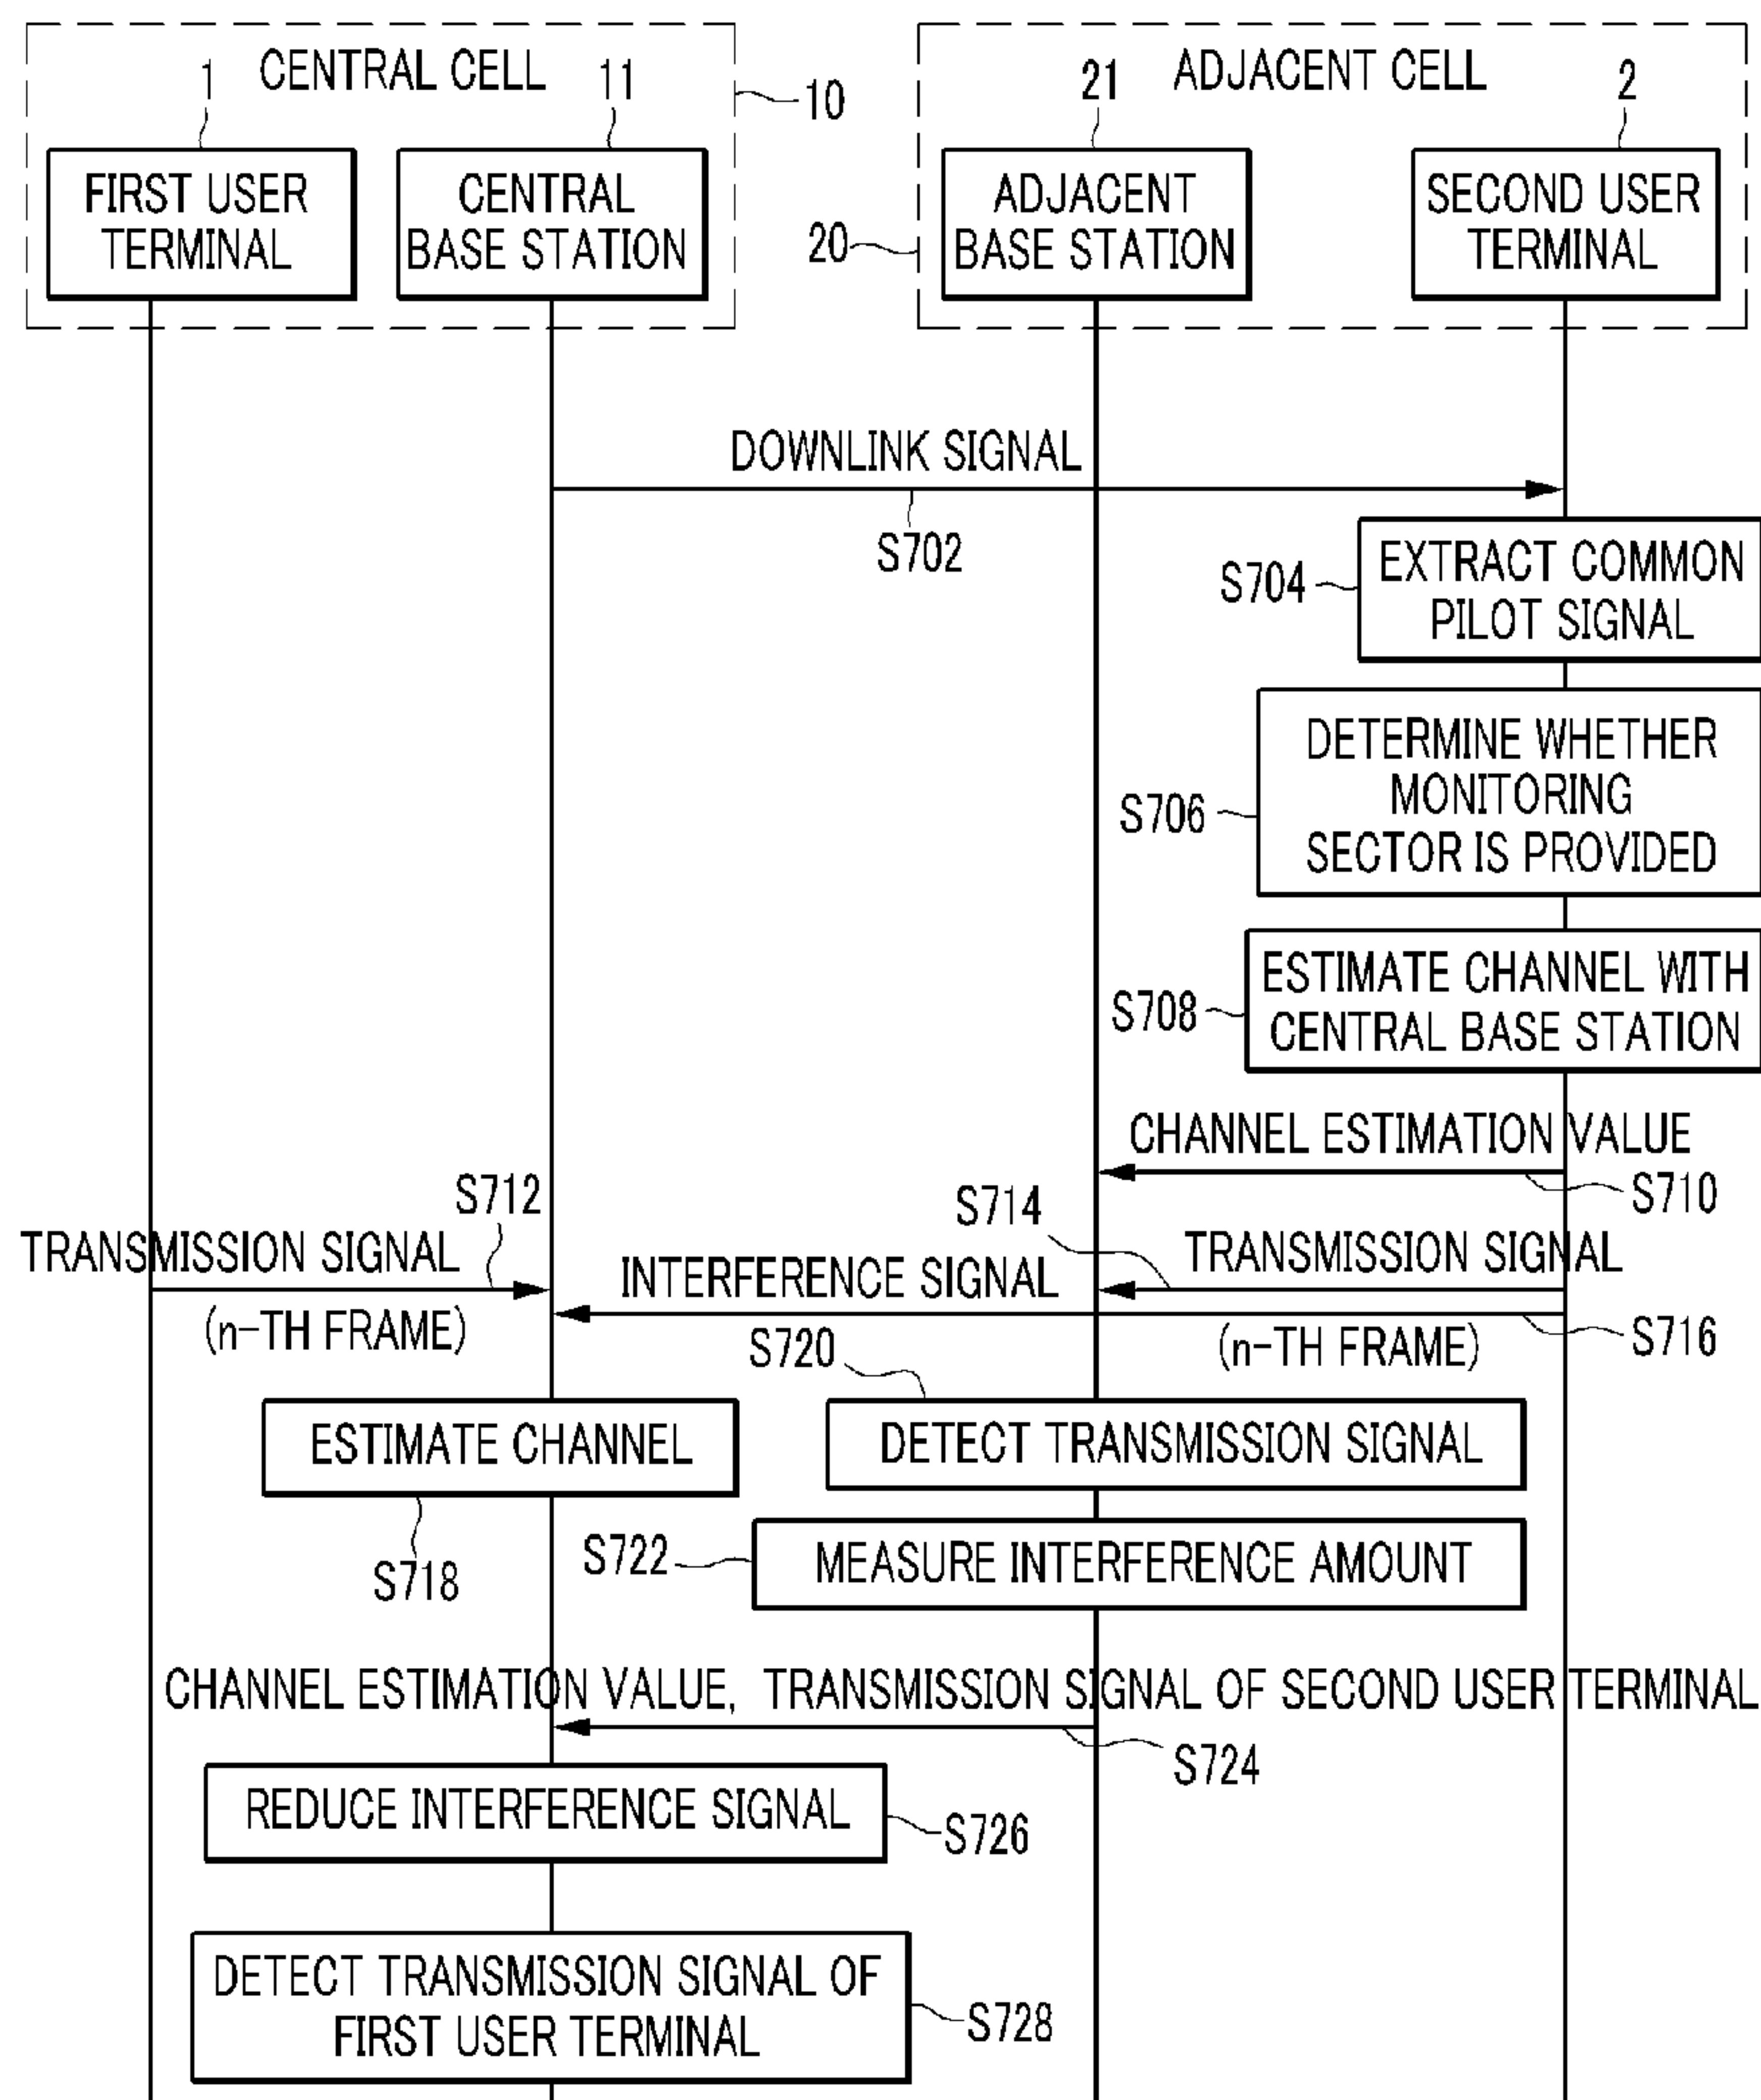 CENTRAL CELL
1
11
10
FIRST USER
TERMINAL
CENTRAL
BASE STATION
ADJACENT CELL
21
2
20
ADJACENT
BASE STATION
SECOND USER
TERMINAL
DOWNLINK SIGNAL
S702
S704
EXTRACT COMMON
PILOT SIGNAL
S706
DETERMINE WHETHER
MONITORING
SECTOR IS PROVIDED
S708
ESTIMATE CHANNEL WITH
CENTRAL BASE STATION
CHANNEL ESTIMATION VALUE
S710
S712
TRANSMISSION SIGNAL
(n-TH FRAME)
S714
TRANSMISSION SIGNAL
INTERFERENCE SIGNAL
(n-TH FRAME)
S716
S720
ESTIMATE CHANNEL
S718
DETECT TRANSMISSION SIGNAL
S722
MEASURE INTERFERENCE AMOUNT
CHANNEL ESTIMATION VALUE, TRANSMISSION SIGNAL OF SECOND USER TERMINAL
S724
REDUCE INTERFERENCE SIGNAL
S726
DETECT TRANSMISSION SIGNAL OF
FIRST USER TERMINAL
S728